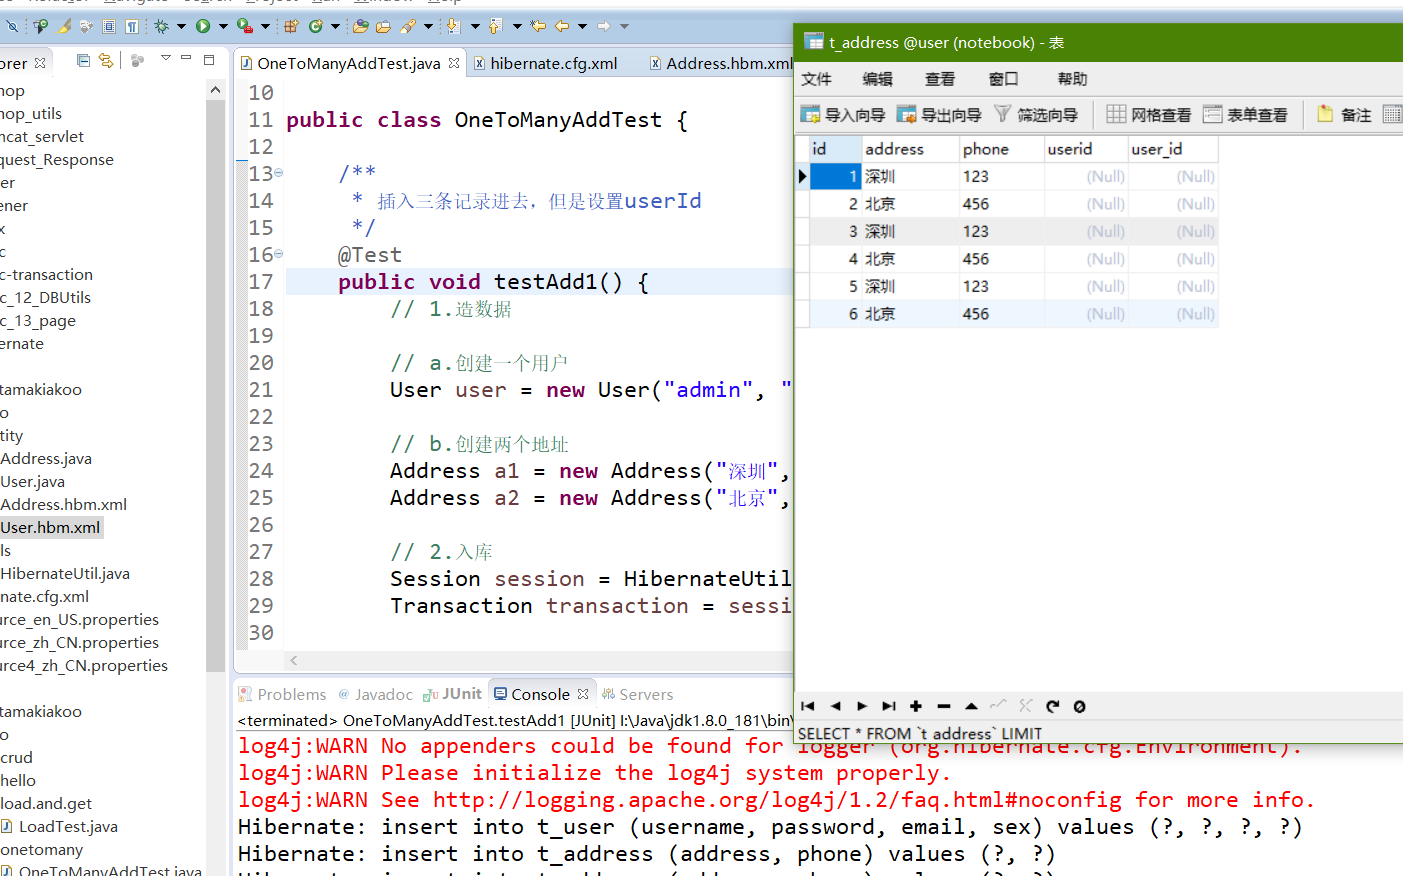 orer
hop
hop_utils
mcat_servlet
quest_Response
er
ener
x
c
c-transaction
c_12_DBUtils
c_13_page
ernate
tamakiakoo
o
tity
Address.java
User.java
Address.hbm.xml
User.hbm.xml
ls
HibernateUtil.java
nate.cfg.xml
urce_en_US.properties
urce_zh_CN.properties
urce4_zh_CN.properties
tamakiakoo
o
crud
hello
load.and.get
LoadTest.java
onetomany
OneToManyAddTest.java
OneToManyAddTest.java hibernate.cfg.xml Address.hbm.xml
10
11 public class OneToManyAddTest {
12
13 /**
14 * 插入三条记录进去，但是设置userId
15 */
16 @Test
17 public void testAdd1() {
18 // 1.造数据
19
20 // a.创建一个用户
21 User user = new User("admin", "
22
23 // b.创建两个地址
24 Address a1 = new Address("深圳",
25 Address a2 = new Address("北京",
26
27 // 2.入库
28 Session session = HibernateUtil
29 Transaction transaction = sessi
30
t_address @user (notebook) - 表
文件 编辑 查看 窗口 帮助
导入向导 导出向导 筛选向导 网格查看 表单查看 备注
id address phone userid user_id
1 深圳 123 (Null) (Null)
2 北京 456 (Null) (Null)
3 深圳 123 (Null) (Null)
4 北京 456 (Null) (Null)
5 深圳 123 (Null) (Null)
6 北京 456 (Null) (Null)
SELECT * FROM `t_address` LIMIT
Problems Javadoc JUnit Console Servers
<terminated> OneToManyAddTest.testAdd1 [JUnit] I:\Java\jdk1.8.0_181\bin\
log4j:WARN No appenders could be found for logger (org.hibernate.cfg.Environment).
log4j:WARN Please initialize the log4j system properly.
log4j:WARN See http://logging.apache.org/log4j/1.2/faq.html#noconfig for more info.
Hibernate: insert into t_user (username, password, email, sex) values (?, ?, ?, ?)
Hibernate: insert into t_address (address, phone) values (?, ?)